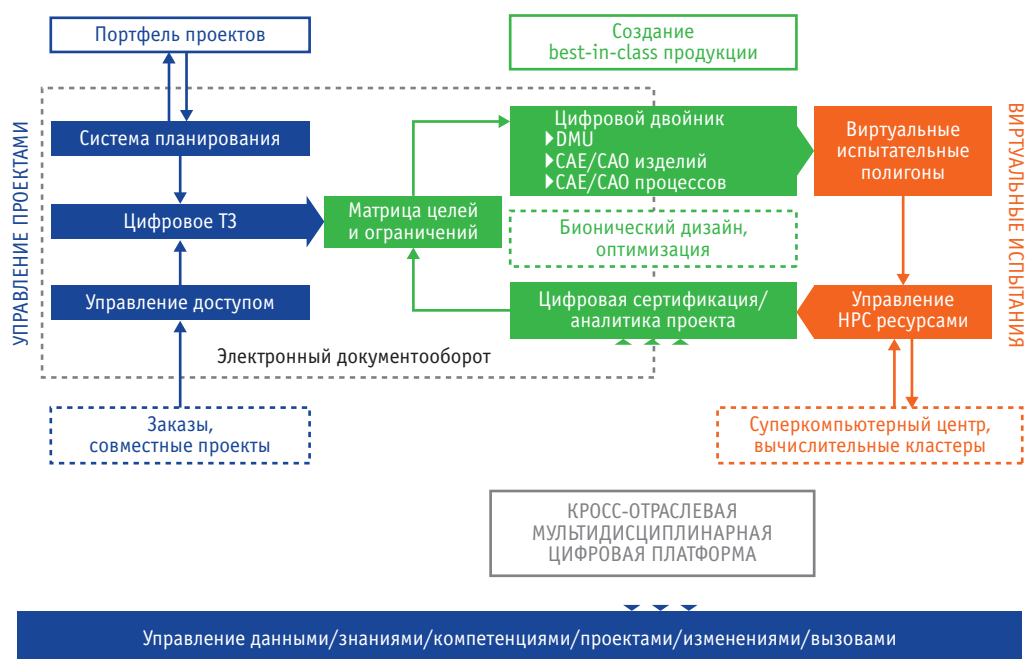 Портфель проектов
Создание
best-in-class продукции
УПРАВЛЕНИЕ ПРОЕКТАМИ
Система планирования
Цифровое ТЗ
Управление доступом
Электронный документооборот
Заказы,
совместные проекты
Матрица целей
и ограничений
Цифровой двойник
DMU
CAE/CAO изделий
CAE/CAO процессов
Бионический дизайн,
оптимизация
Цифровая сертификация/
аналитика проекта
Виртуальные
испытательные
полигоны
Управление
HPC ресурсами
ВИРТУАЛЬНЫЕ ИСПЫТАНИЯ
Суперкомпьютерный центр,
вычислительные кластеры
КРОСС-ОТРАСЛЕВАЯ
МУЛЬТИДИСЦИПЛИНАРНАЯ
ЦИФРОВАЯ ПЛАТФОРМА
Управление данными/знаниями/компетенциями/проектами/изменениями/вызовами